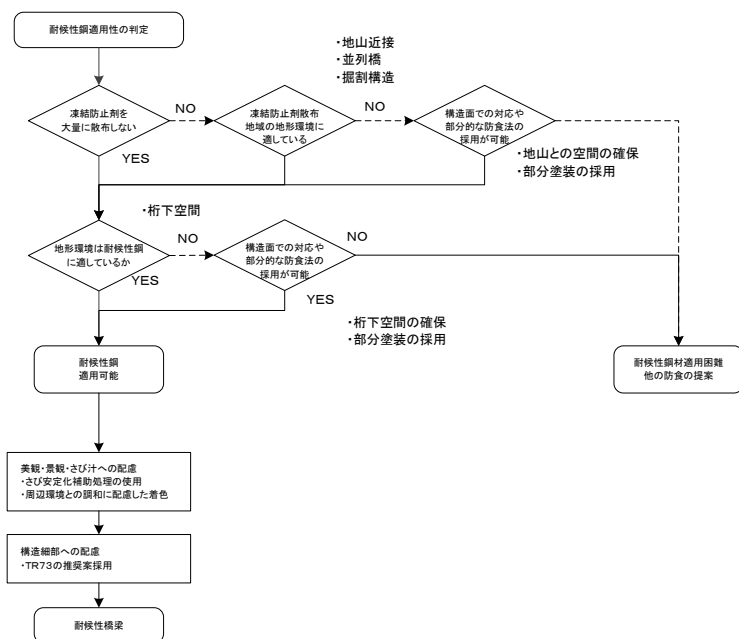 耐候性鋼適用性の判定
・地山近接
・並列橋
・掘割構造
凍結防止剤を
大量に散布しない
NO
凍結防止剤散布
地域の地形環境に
適している
NO
構造面での対応や
部分的な防食法の
採用が可能
YES
・地山との空間の確保
・部分塗装の採用
・桁下空間
地形環境は耐候性鋼
に適しているか
NO
構造面での対応や
部分的な防食法の
採用が可能
NO
YES
YES
・桁下空間の確保
・部分塗装の採用
耐候性鋼
適用可能
耐候性鋼材適用困難
他の防食の提案
美観・景観・さび汁への配慮
・さび安定化補助処理の使用
・周辺環境との調和に配慮した着色
構造細部への配慮
・TR73の推奨案採用
耐候性橋梁